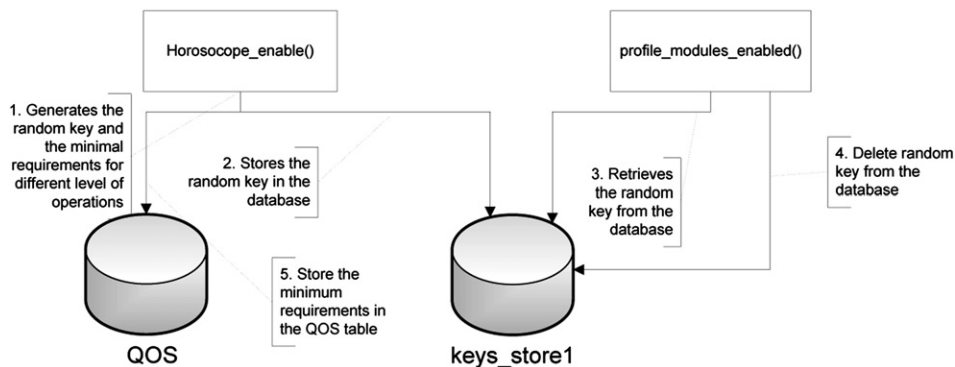 Horosocope_enable()
profile_modules_enabled()
1. Generates the
random key and
the minimal
requirements for
different level of
operations
2. Stores the
random key in the
database
3. Retrieves
the random
key from the
database
4. Delete random
key from the
database
5. Store the
minimum
requirements in
the QOS table
QOS
keys_store1